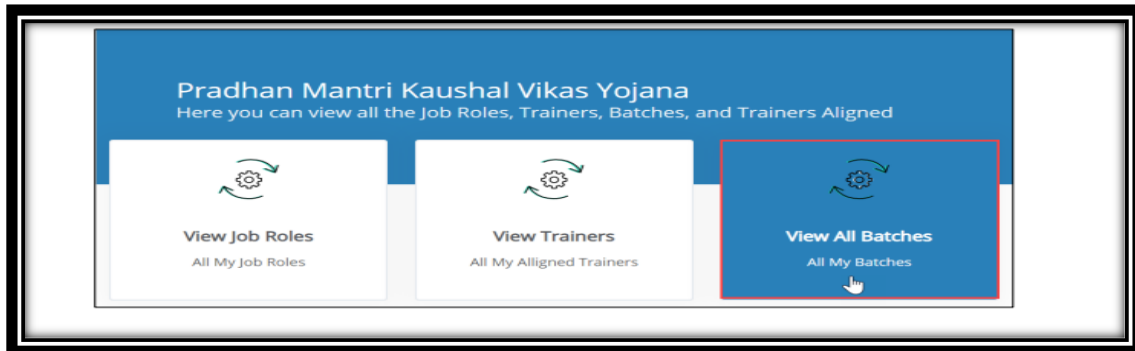 Pradhan Mantri Kaushal Vikas Yojana
Here you can view all the Job Roles, Trainers, Batches, and Trainers Aligned
View Job Roles
All My Job Roles
View Trainers
All My Alligned Trainers
View All Batches
All My Batches